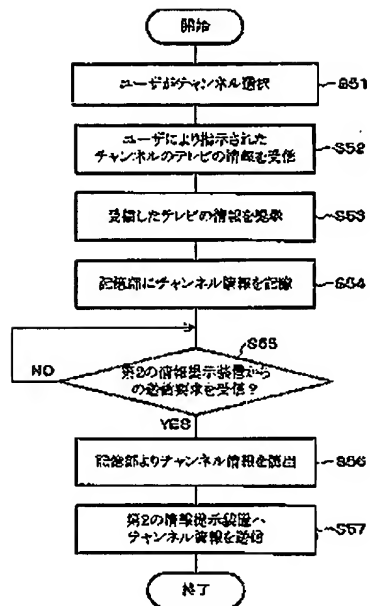 開始
ユーザがチャンネル選択
S51
ユーザにより指示された
チャンネルのテレビの情報を受信
S52
受信したテレビの情報を提示
S53
記憶部にチャンネル情報を記録
S54
S55
第2の情報提示装置から
の送信要求を受信?
NO
YES
記憶部よりチャンネル情報を読出
S56
第2の情報提示装置へ
チャンネル情報を送信
S57
終了